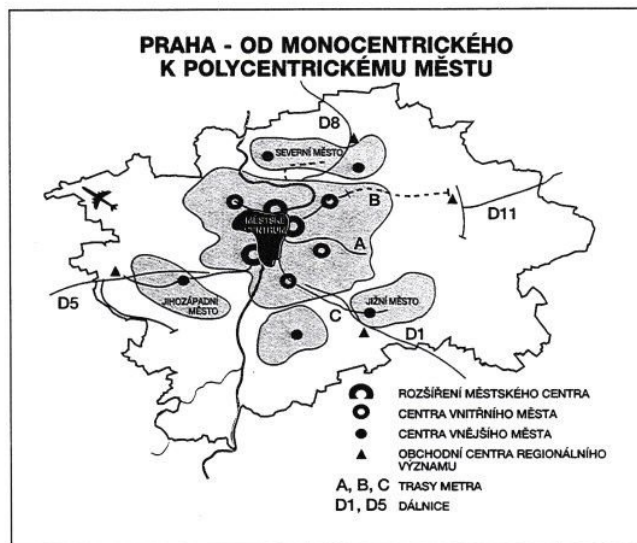 PRAHA - OD MONOCENTRICKÉHO
K POLYCENTRICKÉMU MĚSTU
D8
SEVERNÍ MĚSTO
B
D11
MĚSTSKÉ
CENTRUM
A
D5
JIHOZÁPADNÍ
MĚSTO
JIŽNÍ MĚSTO
C
D1
ROZŠÍŘENÍ MĚSTSKÉHO CENTRA
CENTRA VNITŘNÍHO MĚSTA
CENTRA VNĚJŠÍHO MĚSTA
OBCHODNÍ CENTRA REGIONÁLNÍHO
VÝZNAMU
A, B, C TRASY METRA
D1, D5 DÁLNICE